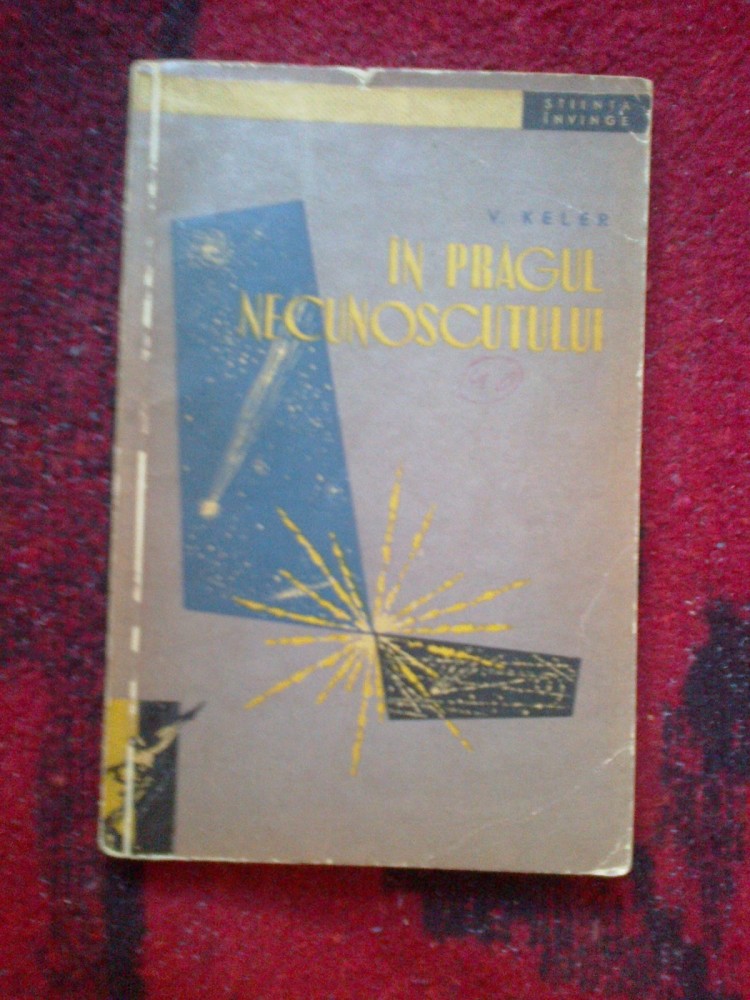 ȘTIINȚA
ÎNVINGE
V. KELER
ÎN PRAGUL
NECUNOSCUTULUI